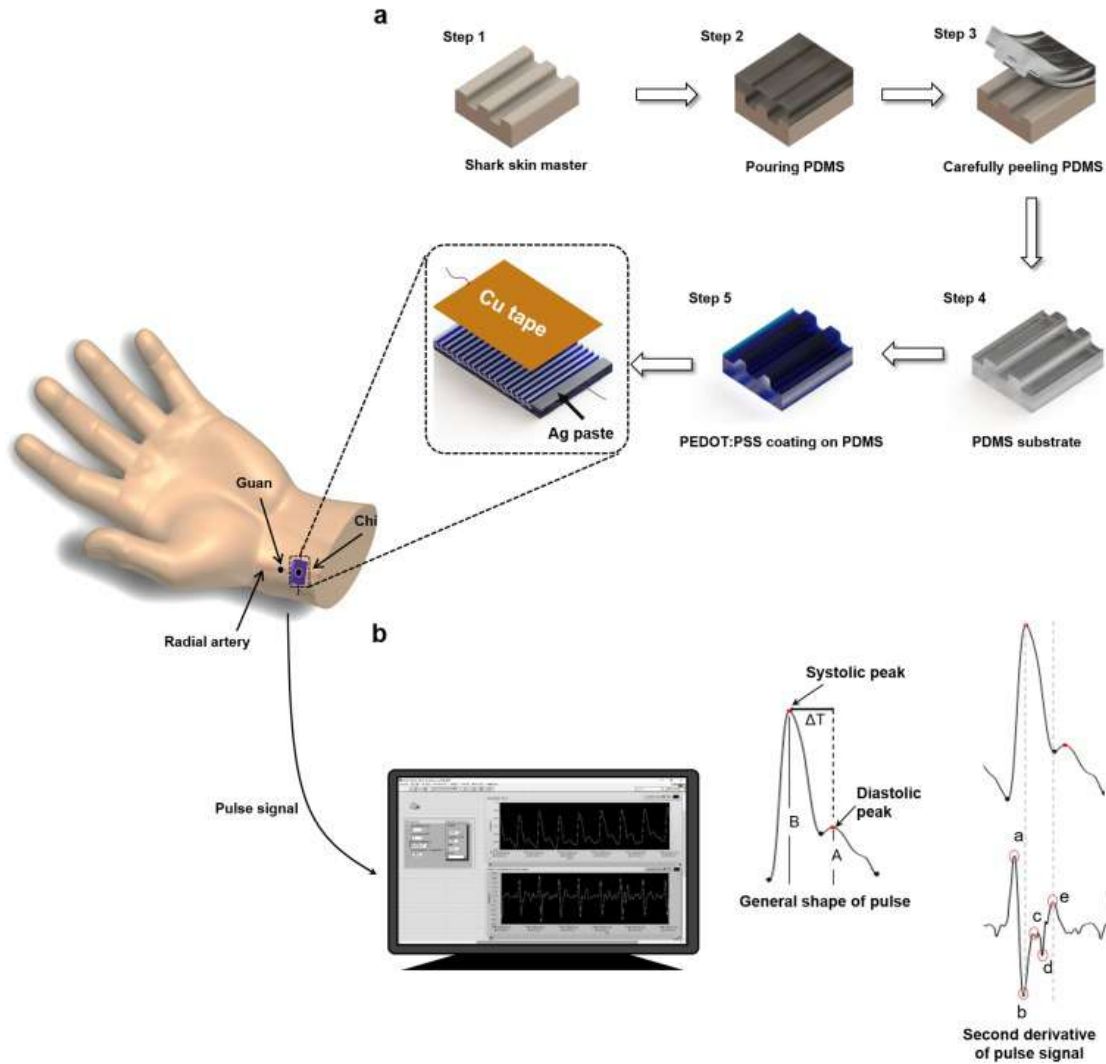 a
Step 1
Step 2
Step 3
Shark skin master
Pouring PDMS
Carefully peeling PDMS
Cu tape
Ag paste
Step 5
Step 4
PEDOT:PSS coating on PDMS
PDMS substrate
Guan
Chi
Radial artery
Pulse signal
b
Systolic peak
ΔT
Diastolic
peak
B
A
General shape of pulse
a
b
c
d
e
Second derivative
of pulse signal